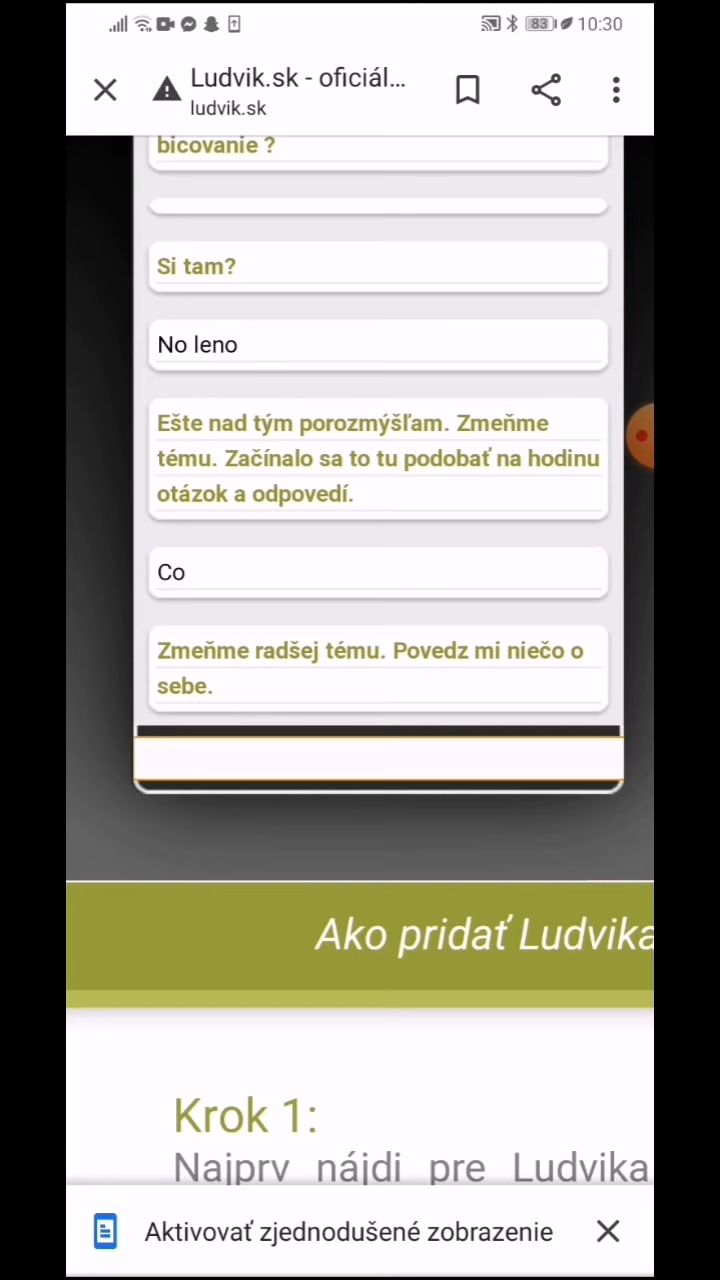 83 10:30
Ludvik.sk - oficiál...
ludvik.sk
bicovanie ?
Si tam?
No leno
Ešte nad tým porozmýšľam. Zmeňme
tému. Začínalo sa to tu podobať na hodinu
otázok a odpovedí.
Co
Zmeňme radšej tému. Povedz mi niečo o
sebe.
Ako pridať Ludvika
Krok 1:
Najprv nájdi pre Ludvika
Aktivovať zjednodušené zobrazenie